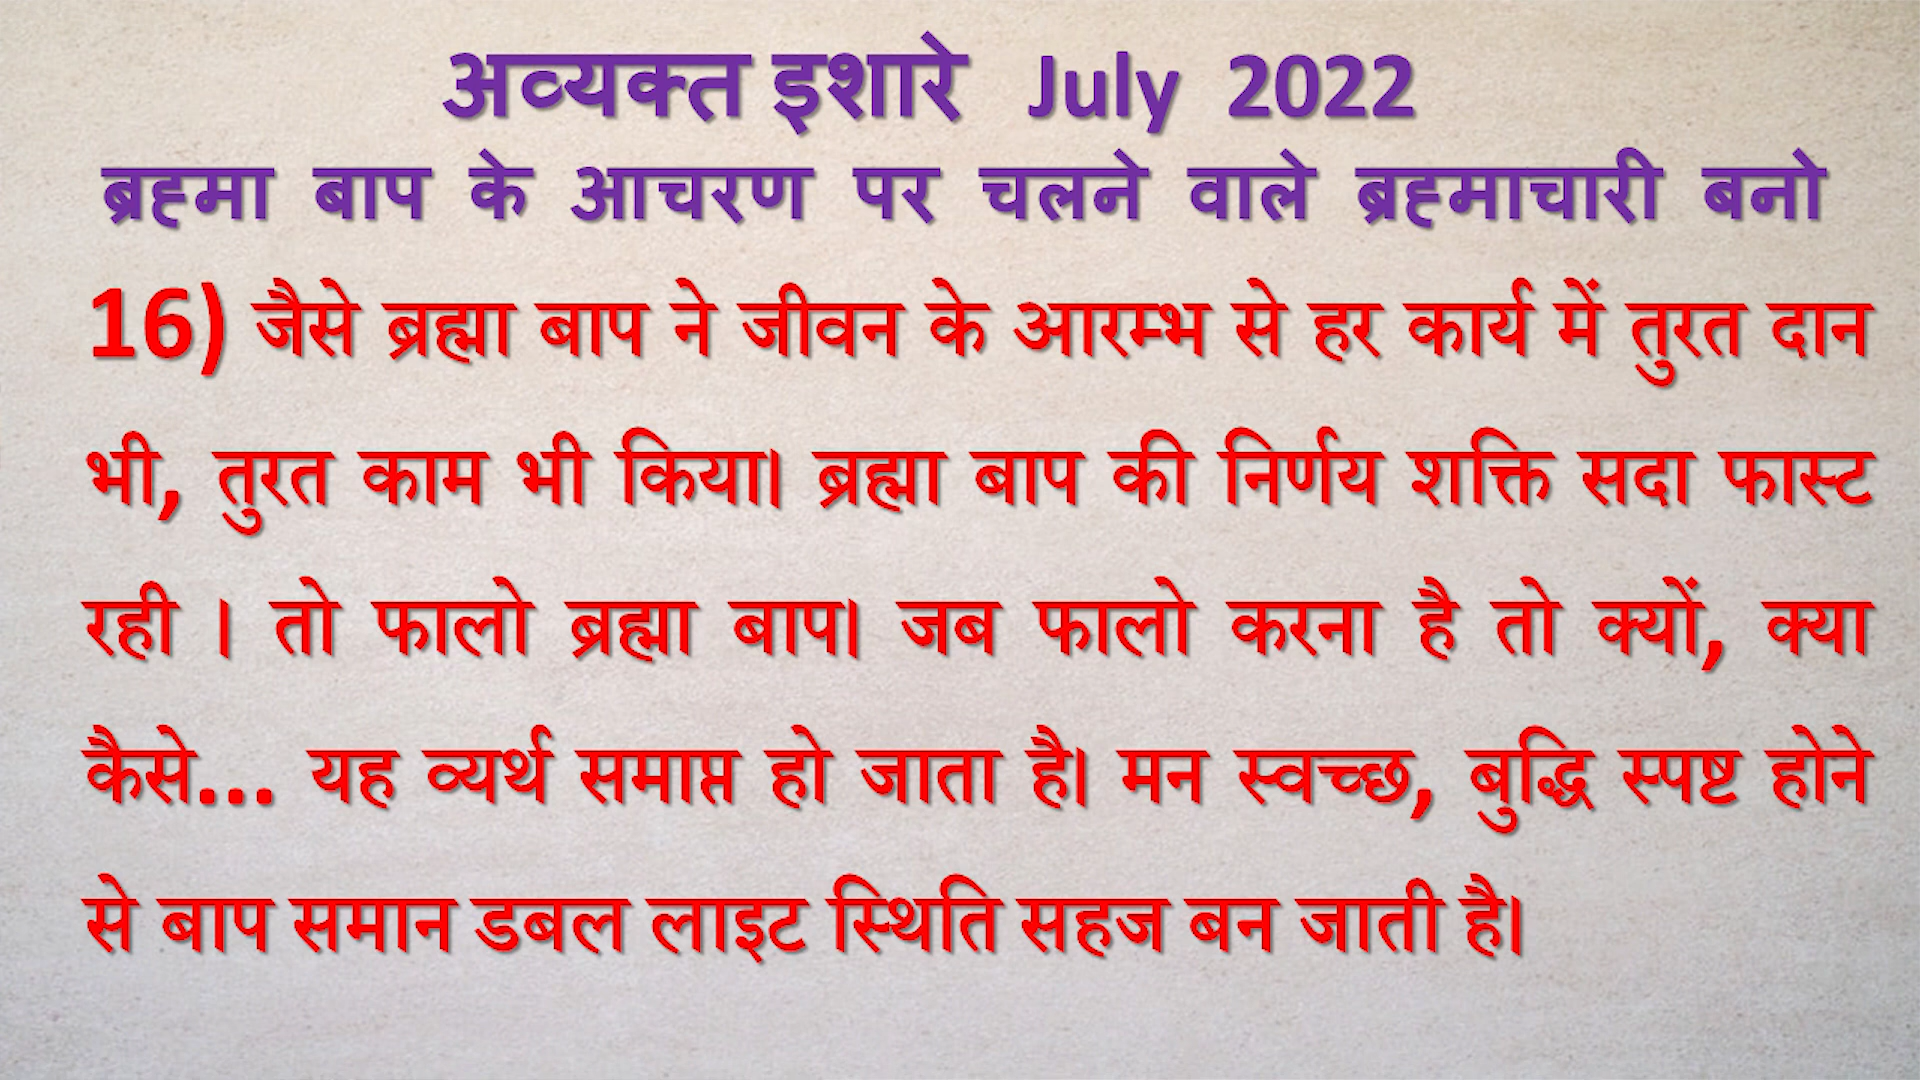 अव्यक्त इशारे July 2022
ब्रह्मा बाप के आचरण पर चलने वाले ब्रह्माचारी बनो
16) जैसे ब्रह्मा बाप ने जीवन के आरम्भ से हर कार्य में तुरत दान
भी, तुरत काम भी किया। ब्रह्मा बाप की निर्णय शक्ति सदा फास्ट
रही । तो फालो ब्रह्मा बाप। जब फालो करना है तो क्यों, क्या
कैसे... यह व्यर्थ समाप्त हो जाता है। मन स्वच्छ, बुद्धि स्पष्ट होने
से बाप समान डबल लाइट स्थिति सहज बन जाती है।